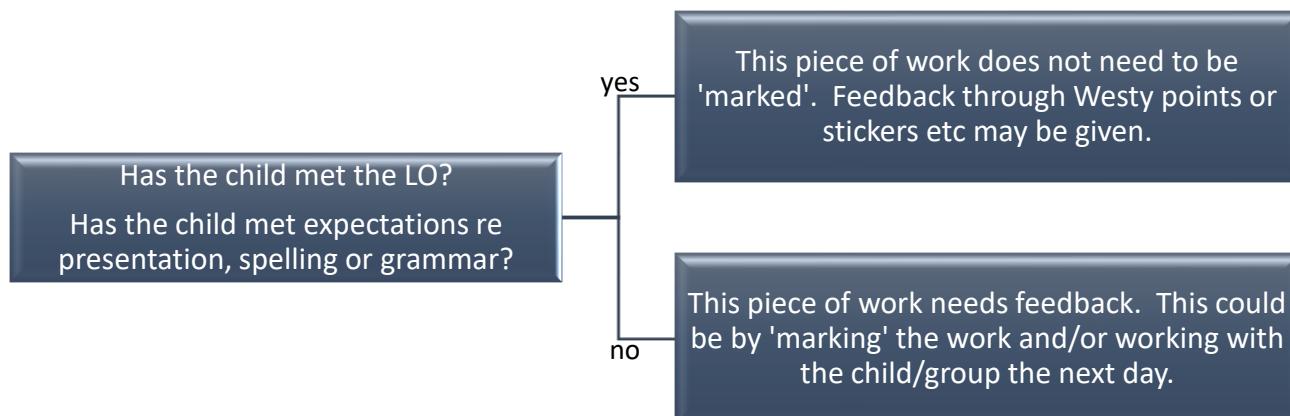 Has the child met the LO?
Has the child met expectations re
presentation, spelling or grammar?
yes
This piece of work does not need to be
'marked'.  Feedback through Westy points or
stickers etc may be given.
no
This piece of work needs feedback.  This could
be by 'marking' the work and/or working with
the child/group the next day.